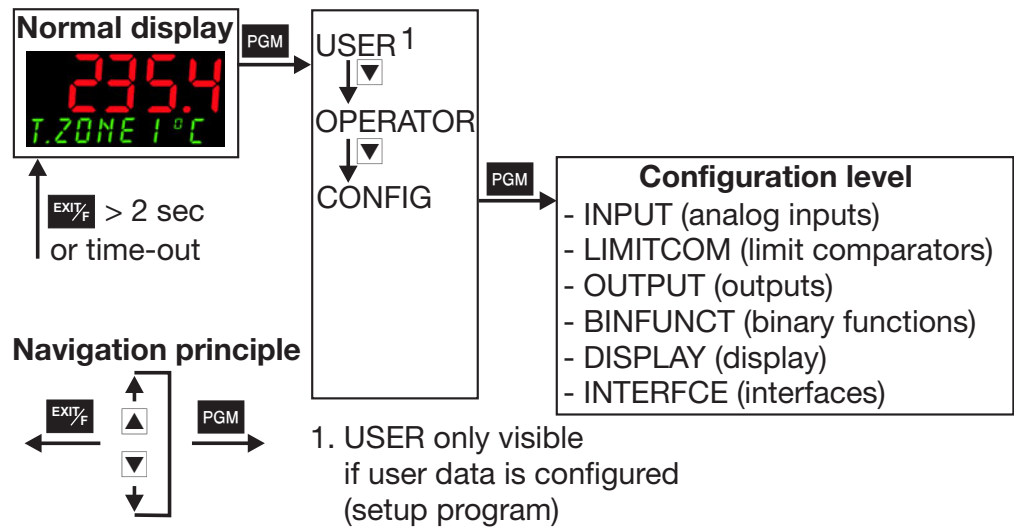 Normal display
235.4
T.ZONE 1 °C
PGM
EXIT/F > 2 sec
or time-out
USER1
▼
OPERATOR
▼
CONFIG
PGM
Configuration level
- INPUT (analog inputs)
- LIMITCOM (limit comparators)
- OUTPUT (outputs)
- BINFUNCT (binary functions)
- DISPLAY (display)
- INTERFCE (interfaces)
Navigation principle
EXIT/F
▲
▼
PGM
1. USER only visible
if user data is configured
(setup program)